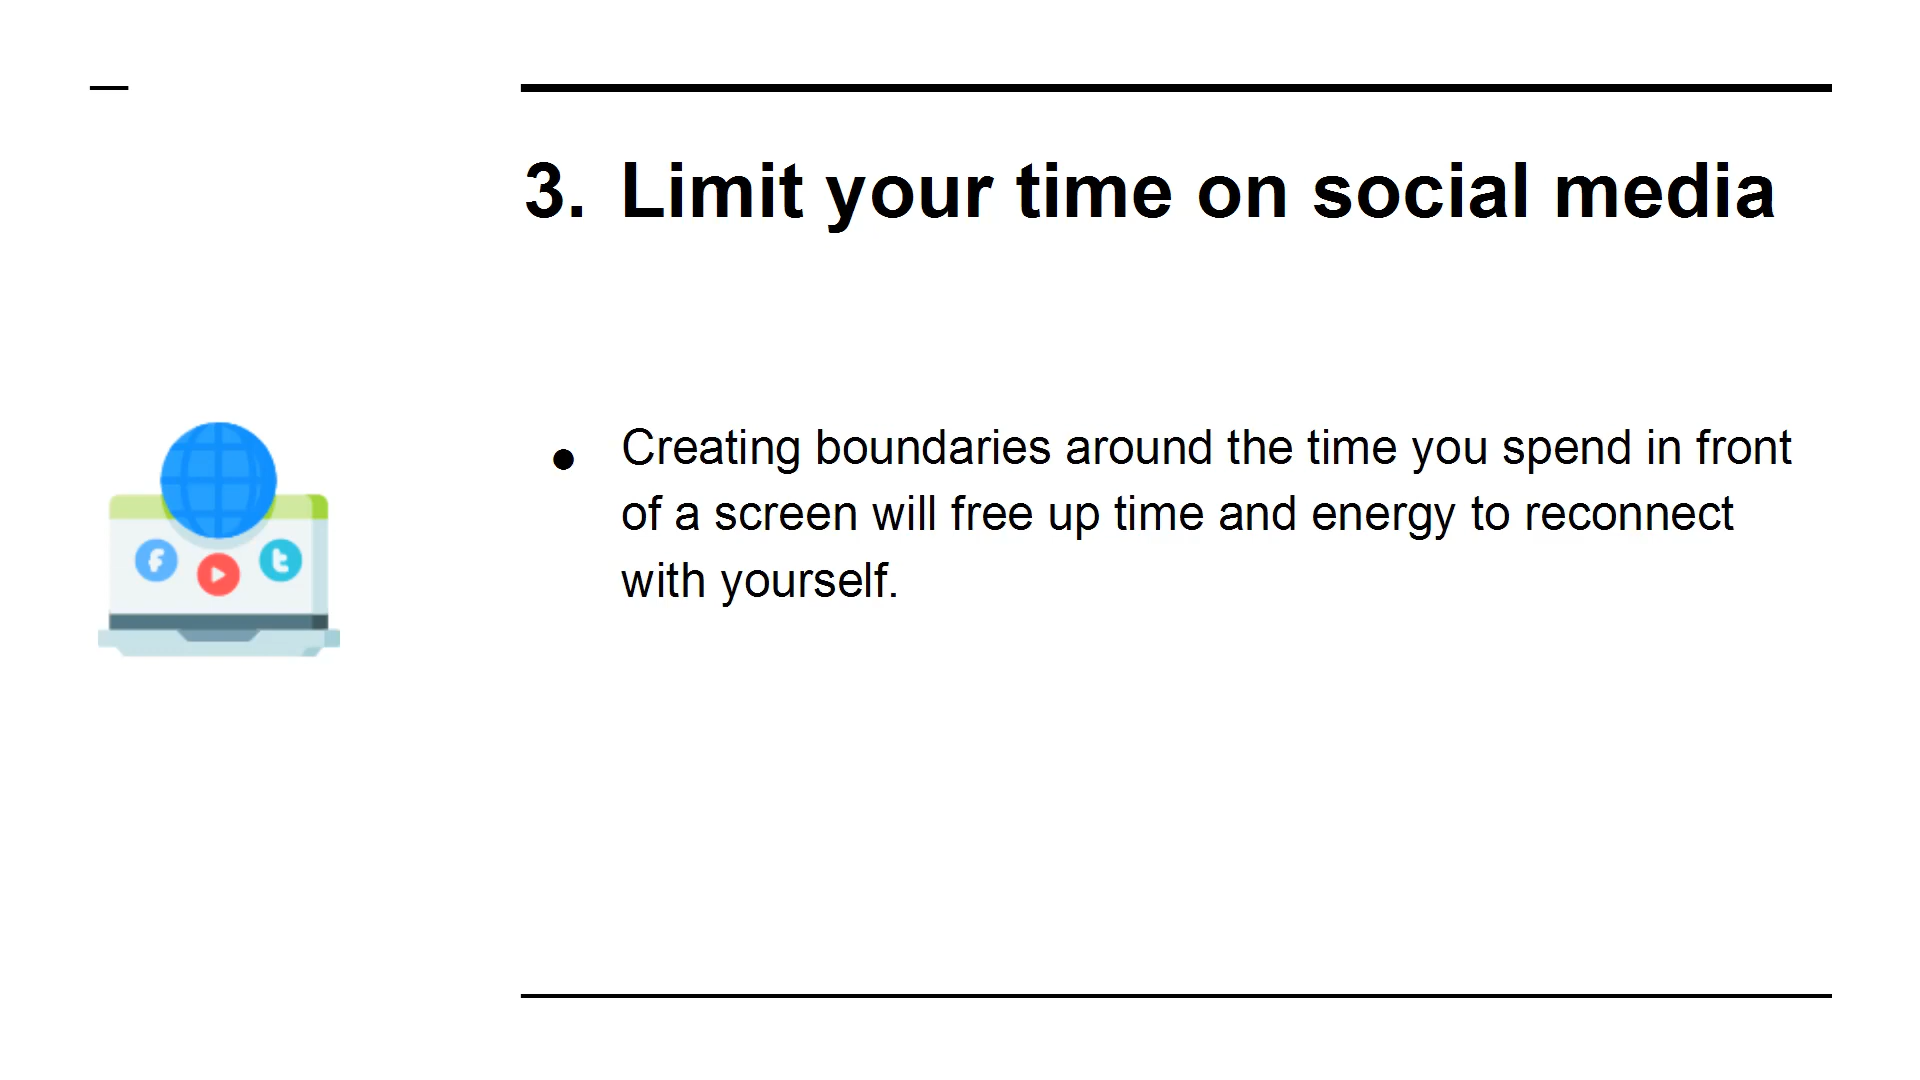 3. Limit your time on social media
● Creating boundaries around the time you spend in front
of a screen will free up time and energy to reconnect
with yourself.
f
t